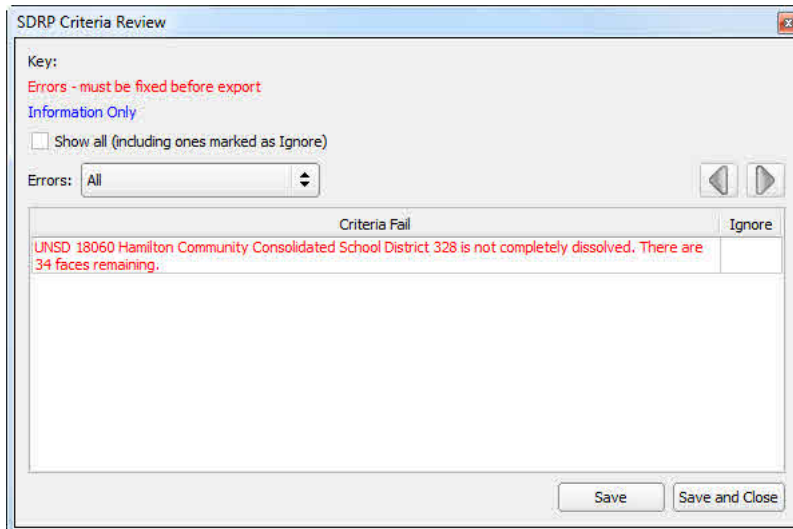 SDRP Criteria Review
Key:
Errors - must be fixed before export
Information Only
Show all (including ones marked as Ignore)
Errors: All
Criteria Fail Ignore
UNSD 18060 Hamilton Community Consolidated School District 328 is not completely dissolved. There are
34 faces remaining.
Save Save and Close